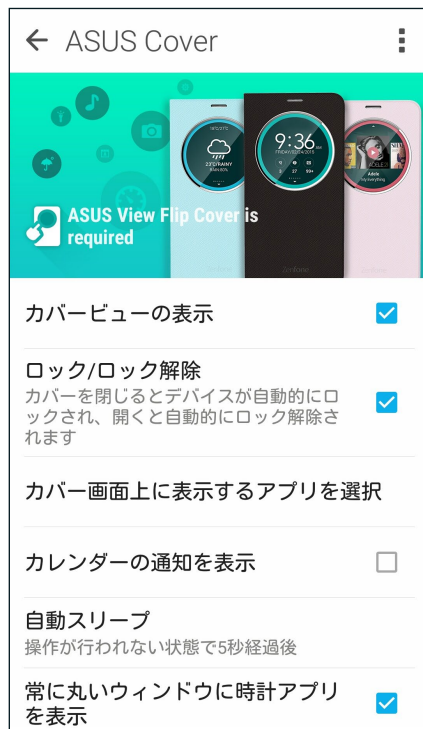 ASUS Cover
9:36
23°C/RAINY
Adele
ASUS View Flip Cover is
required
Zenfone
カバービューの表示
ロック/ロック解除
カバーを閉じるとデバイスが自動的にロ
ックされ、開くと自動的にロック解除さ
れます
カバー画面上に表示するアプリを選択
カレンダーの通知を表示
自動スリープ
操作が行われない状態で5秒経過後
常に丸いウィンドウに時計アプリ
を表示